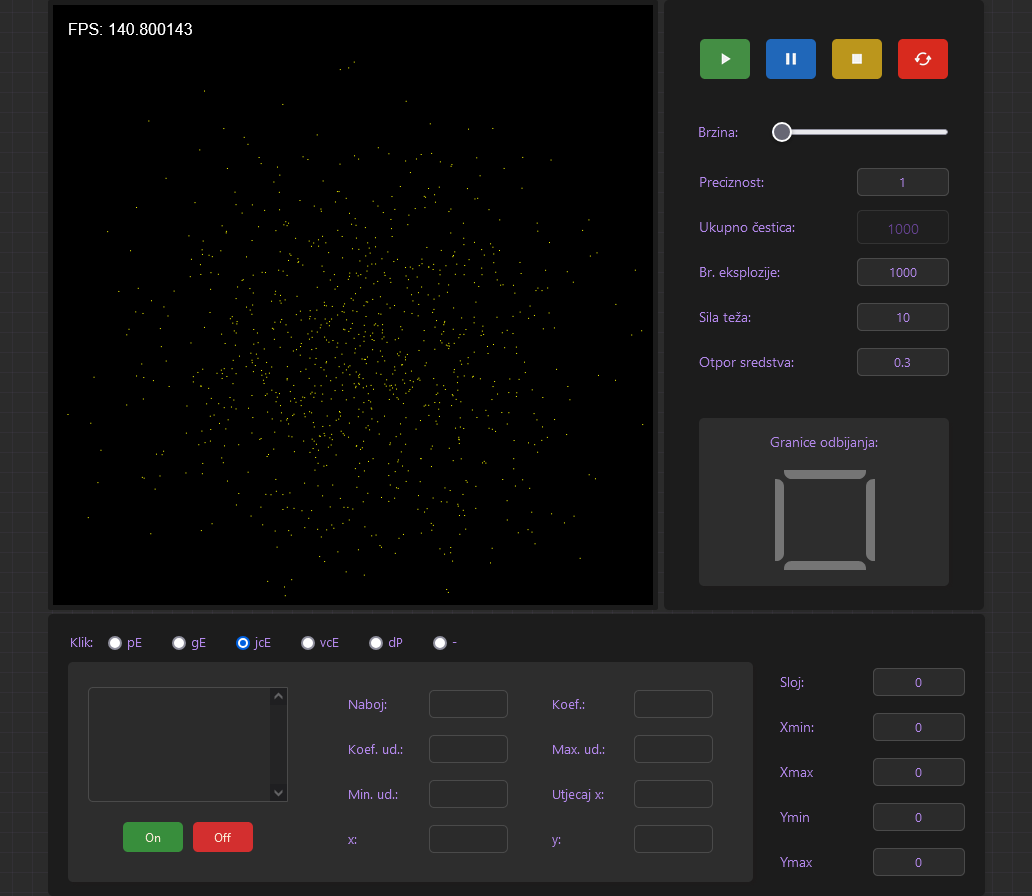 FPS: 140.800143
Brzina:
Preciznost: 1
Ukupno čestica: 1000
Br. eksplozije: 1000
Sila teža: 10
Otpor sredstva: 0.3
Granice odbijanja:
Klik: pE gE jcE vcE dP -
Naboj: Koef.:
Koef. ud.: Max. ud.:
Min. ud.: Utjecaj x:
x: y:
On Off
Sloj: 0
Xmin: 0
Xmax 0
Ymin 0
Ymax 0